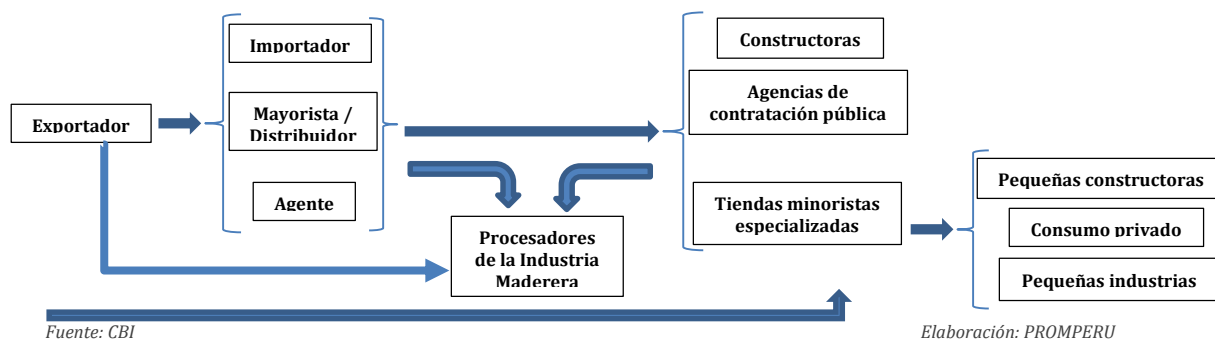 Importador
Constructoras
Exportador
Mayorista /
Distribuidor
Agencias de
contratación pública
Agente
Procesadores
de la Industria
Maderera
Tiendas minoristas
especializadas
Pequeñas constructoras
Consumo privado
Pequeñas industrias
Fuente: CBI
Elaboración: PROMPERU